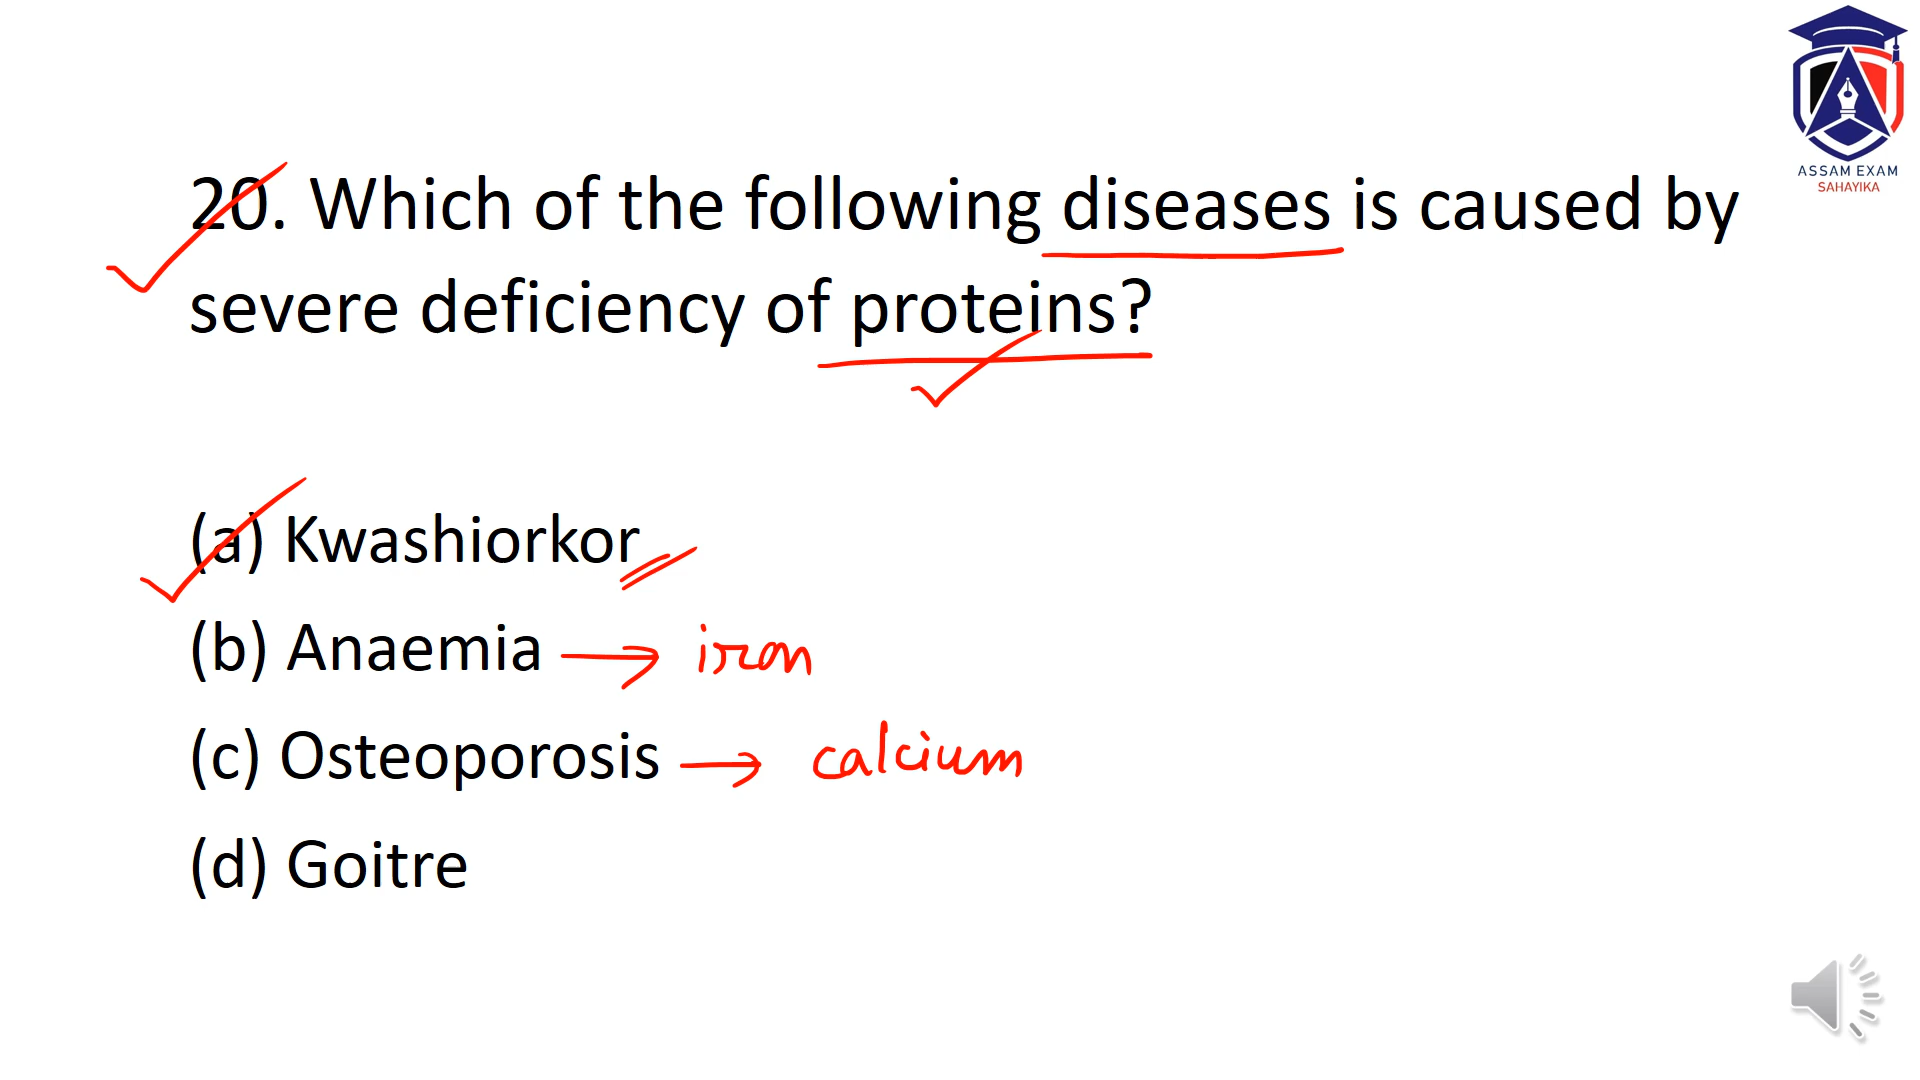 ASSAM EXAM
SAHAYIKA
20. Which of the following diseases is caused by
severe deficiency of proteins?
(a) Kwashiorkor
(b) Anaemia → iron
(c) Osteoporosis → calcium
(d) Goitre